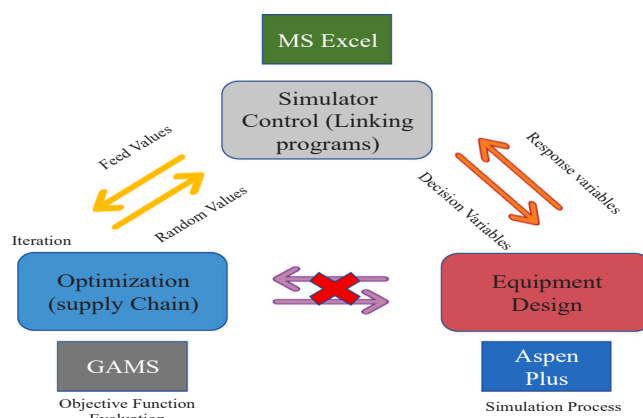 MS Excel
Simulator
Control (Linking
programs)
Feed Values
Random Values
Response variables
Decision Variables
Iteration
Optimization
(supply Chain)
Equipment
Design
GAMS
Aspen
Plus
Objective Function
Evaluation
Simulation Process